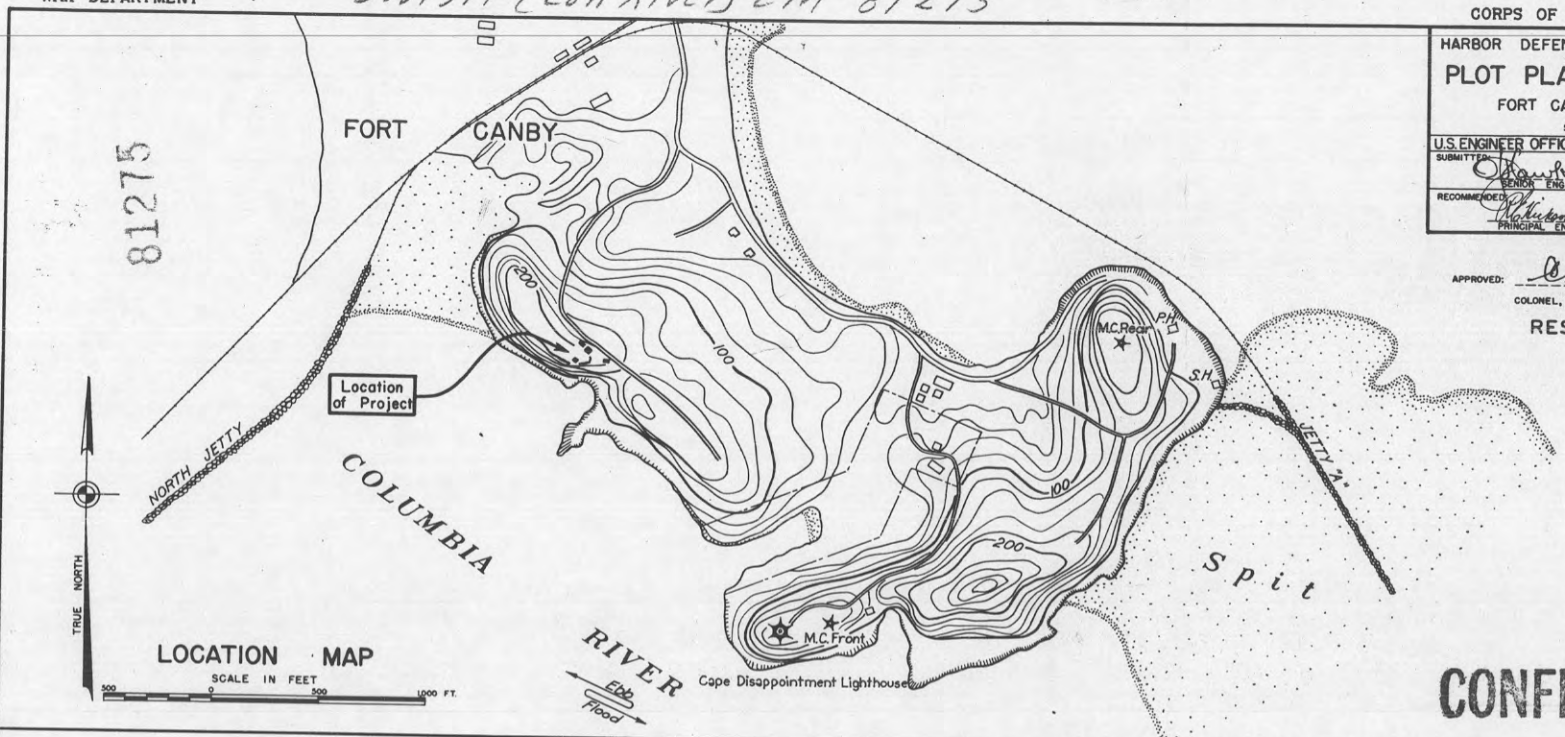 DEPARTMENT
81275
CORPS OF
HARBOR DEFEN
PLOT PLA
FORT CA
U.S. ENGINEER OFFIC
SUBMITTED:
SENIOR ENG
RECOMMENDED:
PRINCIPAL EN
APPROVED:
COLONEL,
RES
FORT CANBY
200
100
M.C. Rear
P.H.
S.H.
Location
of Project
NORTH JETTY
JETTY "A"
COLUMBIA
RIVER
100
200
Spit
M.C. Front
Cape Disappointment Lighthouse
TRUE NORTH
LOCATION MAP
SCALE IN FEET
500 0 500 1000 FT.
Ebb
Flood
CONFI